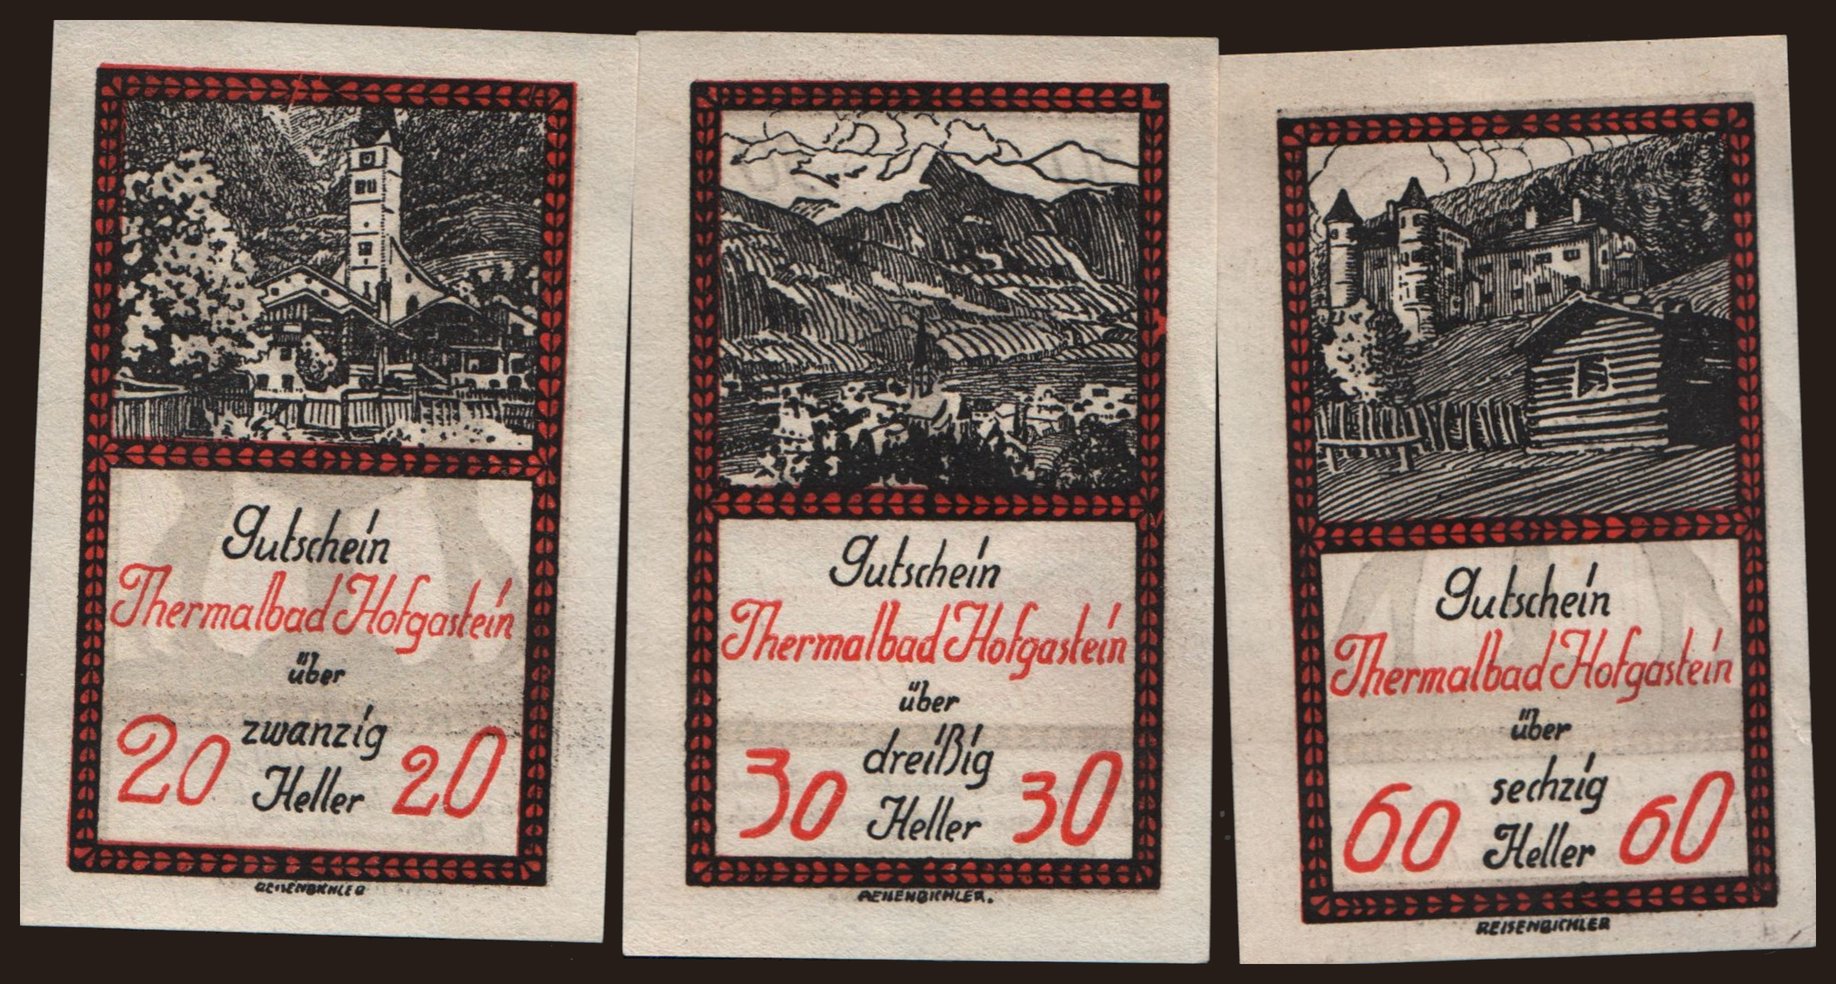 Gutschein
Thermalbad Hofgastein
über
20 zwanzig 20
Heller
REISENBICHLER
Gutschein
Thermalbad Hofgastein
über
30 dreißig 30
Heller
REISENBICHLER.
Gutschein
Thermalbad Hofgastein
über
60 sechzig 60
Heller
REISENBICHLER